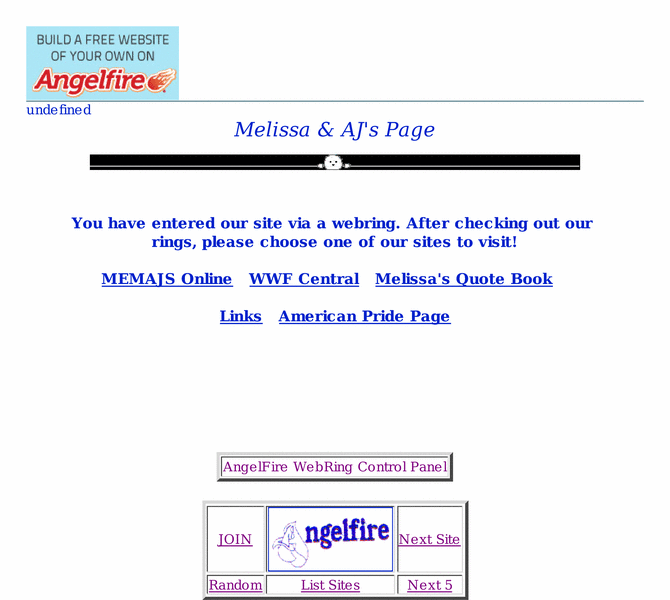 BUILD A FREE WEBSITE
OF YOUR OWN ON
Angelfire
undefined
Melissa & AJ's Page
You have entered our site via a webring. After checking out our
rings, please choose one of our sites to visit!
MEMAJS Online WWF Central Melissa's Quote Book
Links American Pride Page
AngelFire WebRing Control Panel
JOIN ngelfire Next Site
Random List Sites Next 5